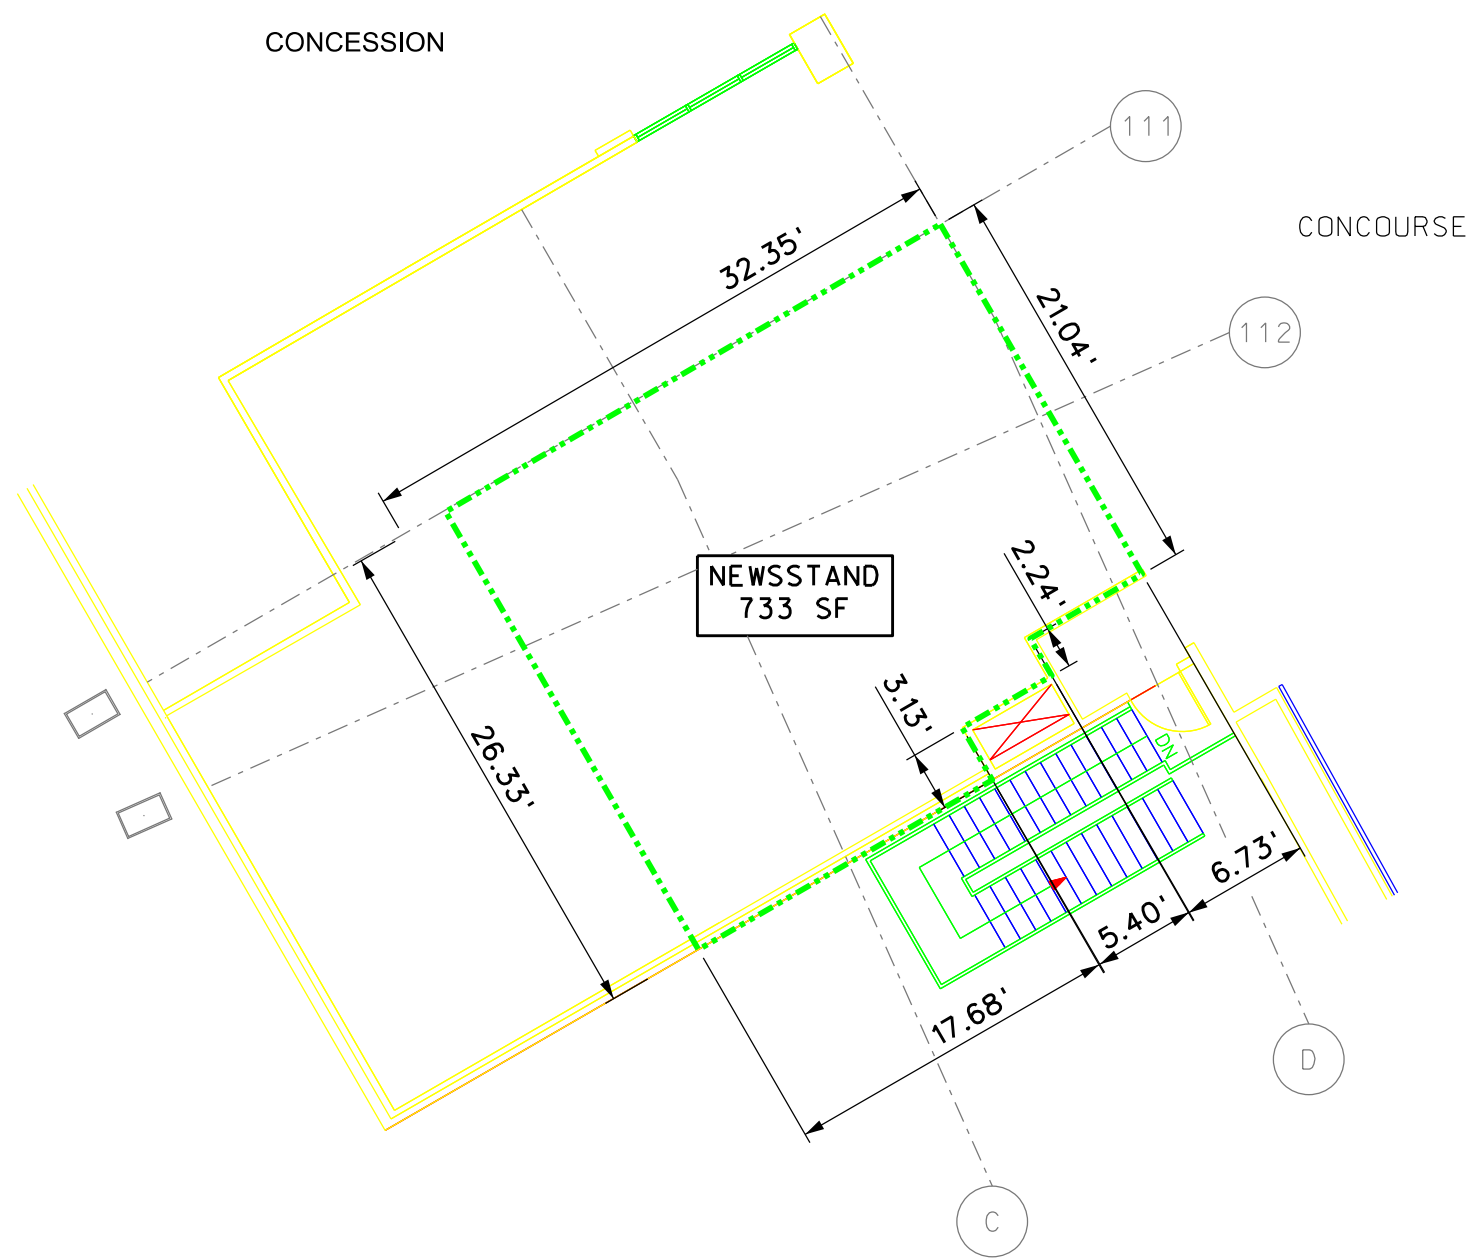 CONCESSION
111
CONCOURSE
32.35'
21.04'
112
2.24'
NEWSSTAND
733 SF
3.13'
26.33'
DN
6.73'
5.40'
17.68'
D
C